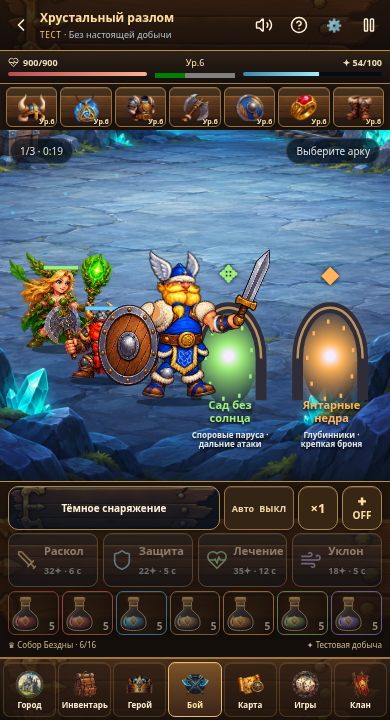 Хрустальный разлом
ТЕСТ · Без настоящей добычи
900/900
Ур.6
54/100
Ур.6 Ур.6 Ур.6 Ур.6 Ур.6 Ур.6 Ур.6
1/3 · 0:19
Выберите арку
Сад без солнца
Споровые паруса · дальние атаки
Янтарные недра
Глубинники · крепкая броня
Тёмное снаряжение
Авто ВЫКЛ
×1
+ OFF
Раскол
32✦ · 6 с
Защита
22✦ · 5 с
Лечение
35✦ · 12 с
Уклон
18✦ · 5 с
5 5 5 5 5 5 5
♛ Собор Бездны · 6/16
✦ Тестовая добыча
Город
Инвентарь
Герой
Бой
Карта
Игры
Клан